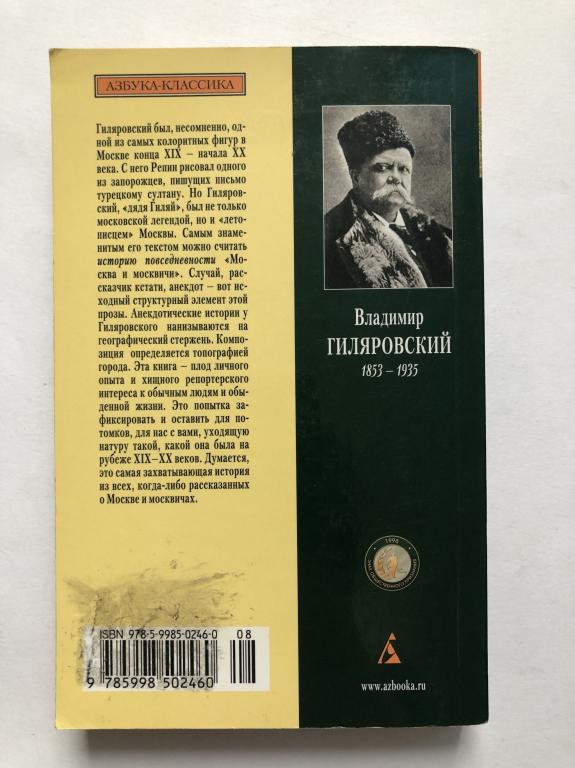 АЗБУКА-КЛАССИКА
Гиляровский был, несомненно, од-
ной из самых колоритных фигур в
Москве конца XIX – начала XX
века. С него Репин рисовал одного
из запорожцев, пишущих письмо
турецкому султану. Но Гиляров-
ский, «дядя Гиляй», был не только
московской легендой, но и «лето-
писцем» Москвы. Самым знаме-
нитым его текстом можно считать
историю повседневности «Мо-
сква и москвичи». Случай, рас-
сказчик кстати, анекдот – вот ис-
ходный структурный элемент этой
прозы. Анекдотические истории у
Гиляровского нанизываются на
географический стержень. Компо-
зиция определяется топографией
города. Эта книга – плод личного
опыта и хищного репортерского
интереса к обычным людям и обы-
денной жизни. Это попытка за-
фиксировать и оставить для по-
томков, для нас с вами, уходящую
натуру такой, какой она была на
рубеже XIX–XX веков. Думается,
это самая захватывающая история
из всех, когда-либо рассказанных
о Москве и москвичах.
ISBN 978-5-9985-0246-0
08
9 785998 502460
Владимир
ГИЛЯРОВСКИЙ
1853 – 1935
1996
www.azbooka.ru